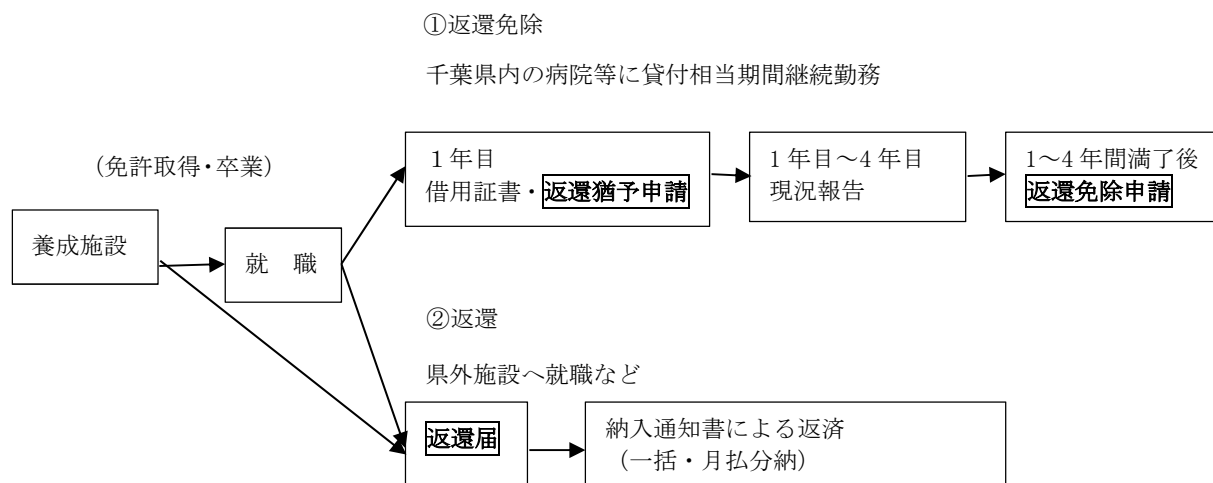 ①返還免除
千葉県内の病院等に貸付相当期間継続勤務
(免許取得・卒業)
養成施設
就　職
１年目
借用証書・返還猶予申請
1 年目～4 年目
現況報告
1～4 年間満了後
返還免除申請
②返還
県外施設へ就職など
返還届
納入通知書による返済
（一括・月払分納）